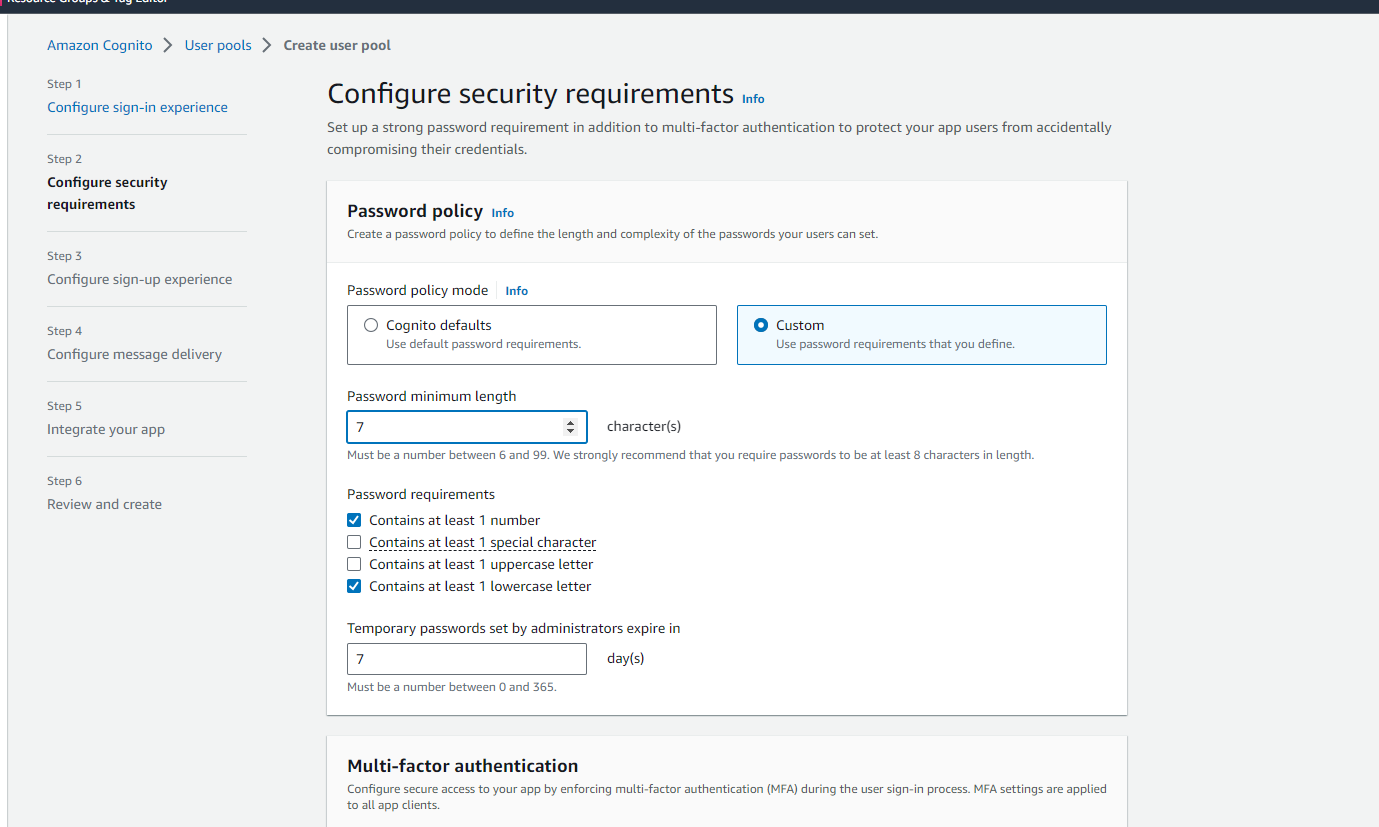 Resource Groups & Tag Editor
Amazon Cognito > User pools > Create user pool
Step 1
Configure sign-in experience
Step 2
Configure security
requirements
Step 3
Configure sign-up experience
Step 4
Configure message delivery
Step 5
Integrate your app
Step 6
Review and create
Configure security requirements Info
Set up a strong password requirement in addition to multi-factor authentication to protect your app users from accidentally
compromising their credentials.
Password policy Info
Create a password policy to define the length and complexity of the passwords your users can set.
Password policy mode Info
Cognito defaults
Use default password requirements.
Custom
Use password requirements that you define.
Password minimum length
7 character(s)
Must be a number between 6 and 99. We strongly recommend that you require passwords to be at least 8 characters in length.
Password requirements
Contains at least 1 number
Contains at least 1 special character
Contains at least 1 uppercase letter
Contains at least 1 lowercase letter
Temporary passwords set by administrators expire in
7 day(s)
Must be a number between 0 and 365.
Multi-factor authentication
Configure secure access to your app by enforcing multi-factor authentication (MFA) during the user sign-in process. MFA settings are applied
to all app clients.